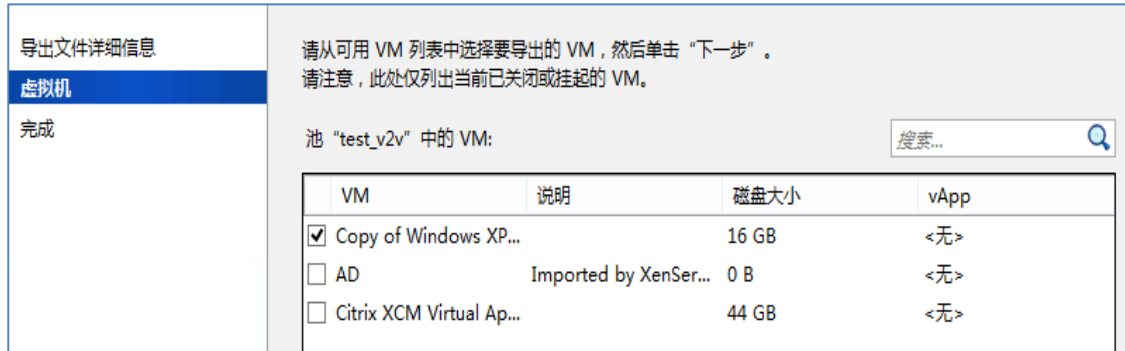 导出文件详细信息
虚拟机
完成
请从可用 VM 列表中选择要导出的 VM，然后单击“下一步”。
请注意，此处仅列出当前已关闭或挂起的 VM。
池“test_v2v”中的 VM:
搜索...
VM 说明 磁盘大小 vApp
Copy of Windows XP... 16 GB <无>
AD Imported by XenSer... 0 B <无>
Citrix XCM Virtual Ap... 44 GB <无>